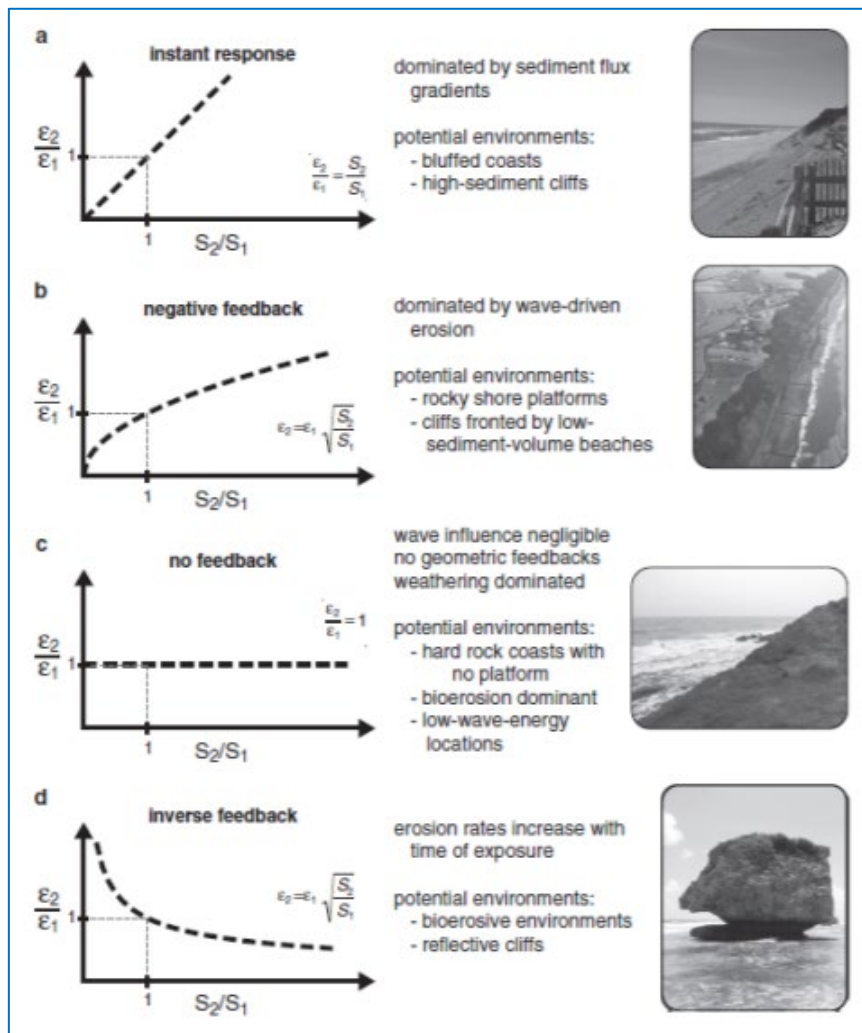 a
instant response
ε2/ε1
1
ε2/ε1 = S2/S1
1
S2/S1
dominated by sediment flux
gradients
potential environments:
- bluffed coasts
- high-sediment cliffs
b
negative feedback
ε2/ε1
1
ε2=ε1 √S2/S1
1
S2/S1
dominated by wave-driven
erosion
potential environments:
- rocky shore platforms
- cliffs fronted by low-
sediment-volume beaches
c
no feedback
ε2/ε1
1
ε2/ε1 = 1
1
S2/S1
wave influence negligible
no geometric feedbacks
weathering dominated
potential environments:
- hard rock coasts with
no platform
- bioerosion dominant
- low-wave-energy
locations
d
inverse feedback
ε2/ε1
1
ε2=ε1 √S2/S1
1
S2/S1
erosion rates increase with
time of exposure
potential environments:
- bioerosive environments
- reflective cliffs